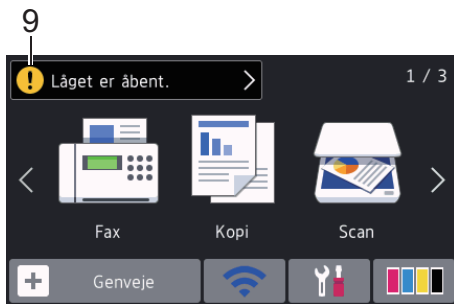 9
Låget er åbent.
1 / 3
Fax
Kopi
Scan
Genveje